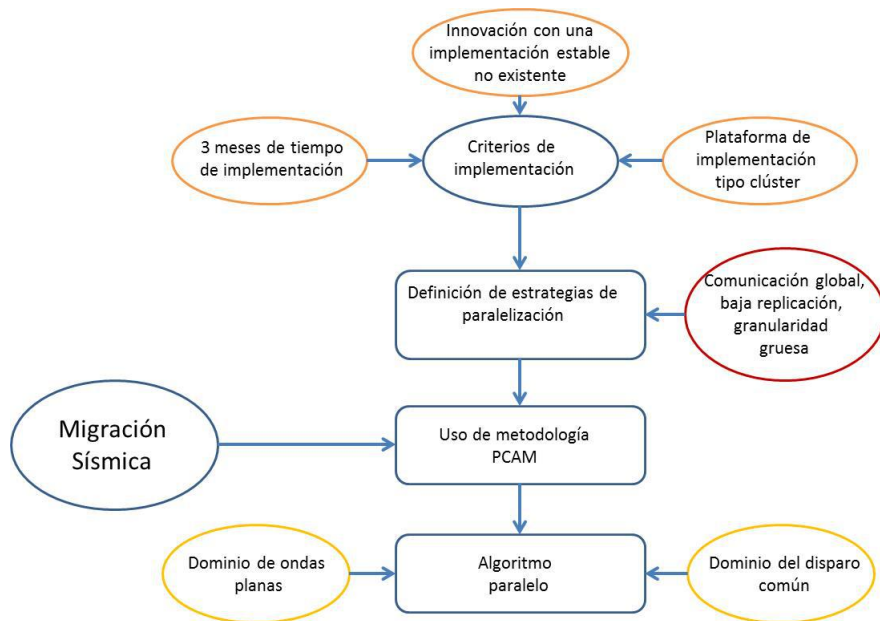 Innovación con una
implementación estable
no existente
3 meses de tiempo
de implementación
Criterios de
implementación
Plataforma de
implementación
tipo clúster
Definición de estrategias de
paralelización
Comunicación global,
baja replicación,
granularidad
gruesa
Migración
Sísmica
Uso de metodología
PCAM
Dominio de ondas
planas
Algoritmo
paralelo
Dominio del disparo
común